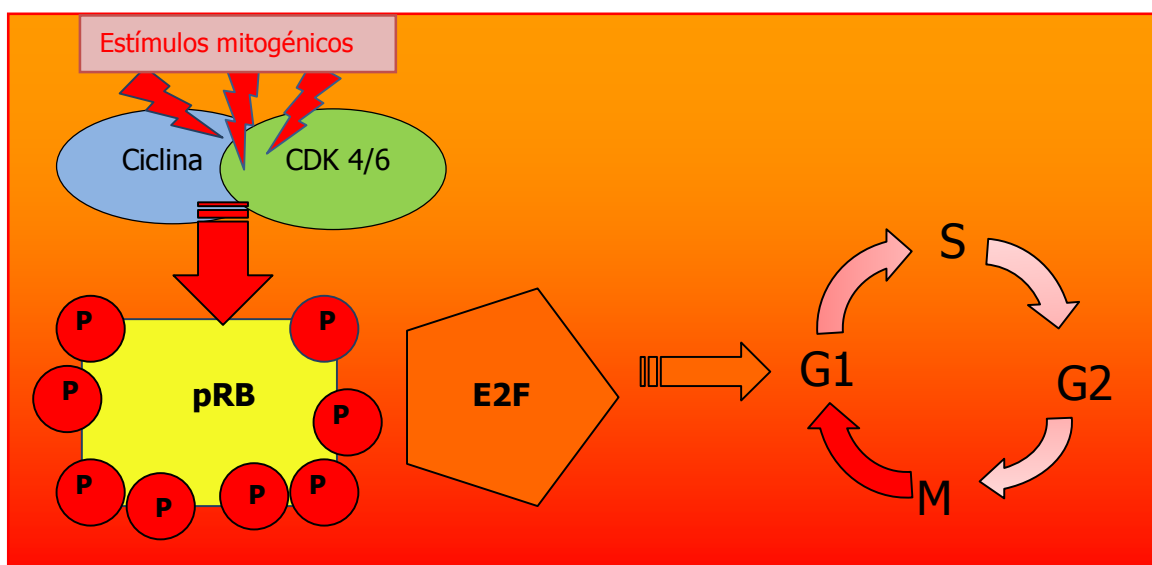 Estímulos mitogénicos
Ciclina
CDK 4/6
P
P
P
P
pRB
P
P
P
P
E2F
S
G1
G2
M